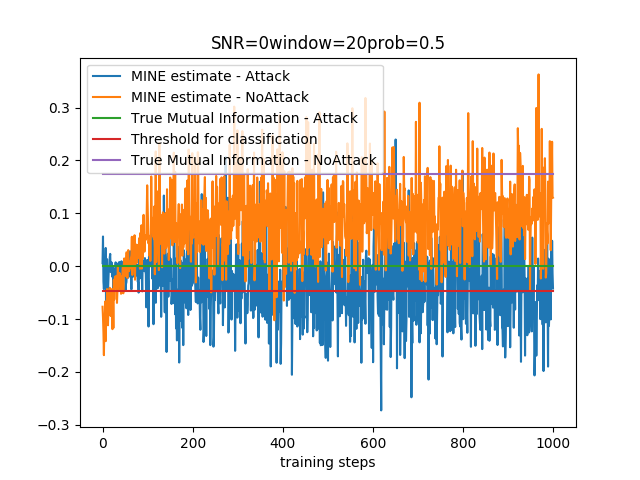 SNR=0window=20prob=0.5
MINE estimate - Attack
MINE estimate - NoAttack
True Mutual Information - Attack
Threshold for classification
True Mutual Information - NoAttack
0.3
0.2
0.1
0.0
−0.1
−0.2
−0.3
0 200 400 600 800 1000
training steps